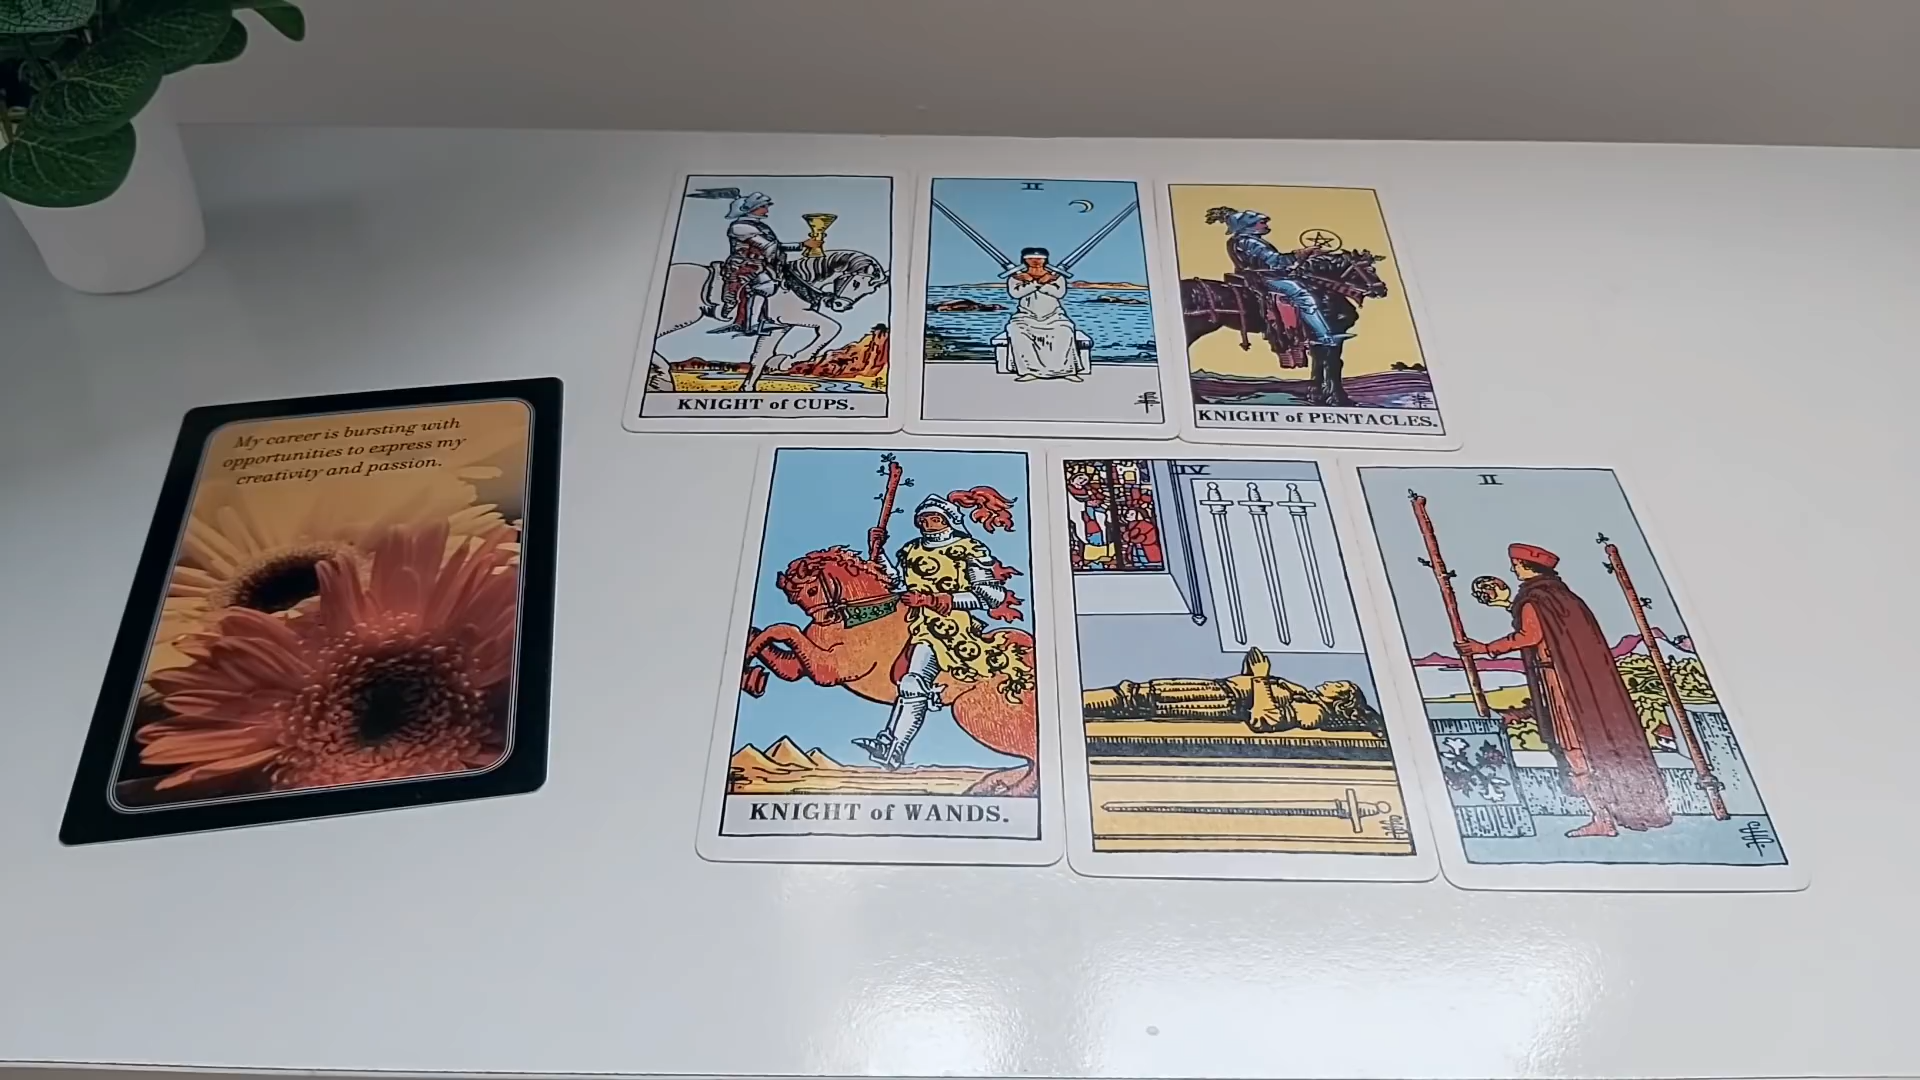 My career is bursting with
opportunities to express my
creativity and passion.
KNIGHT of CUPS.
II
KNIGHT of PENTACLES.
KNIGHT of WANDS.
IV
II